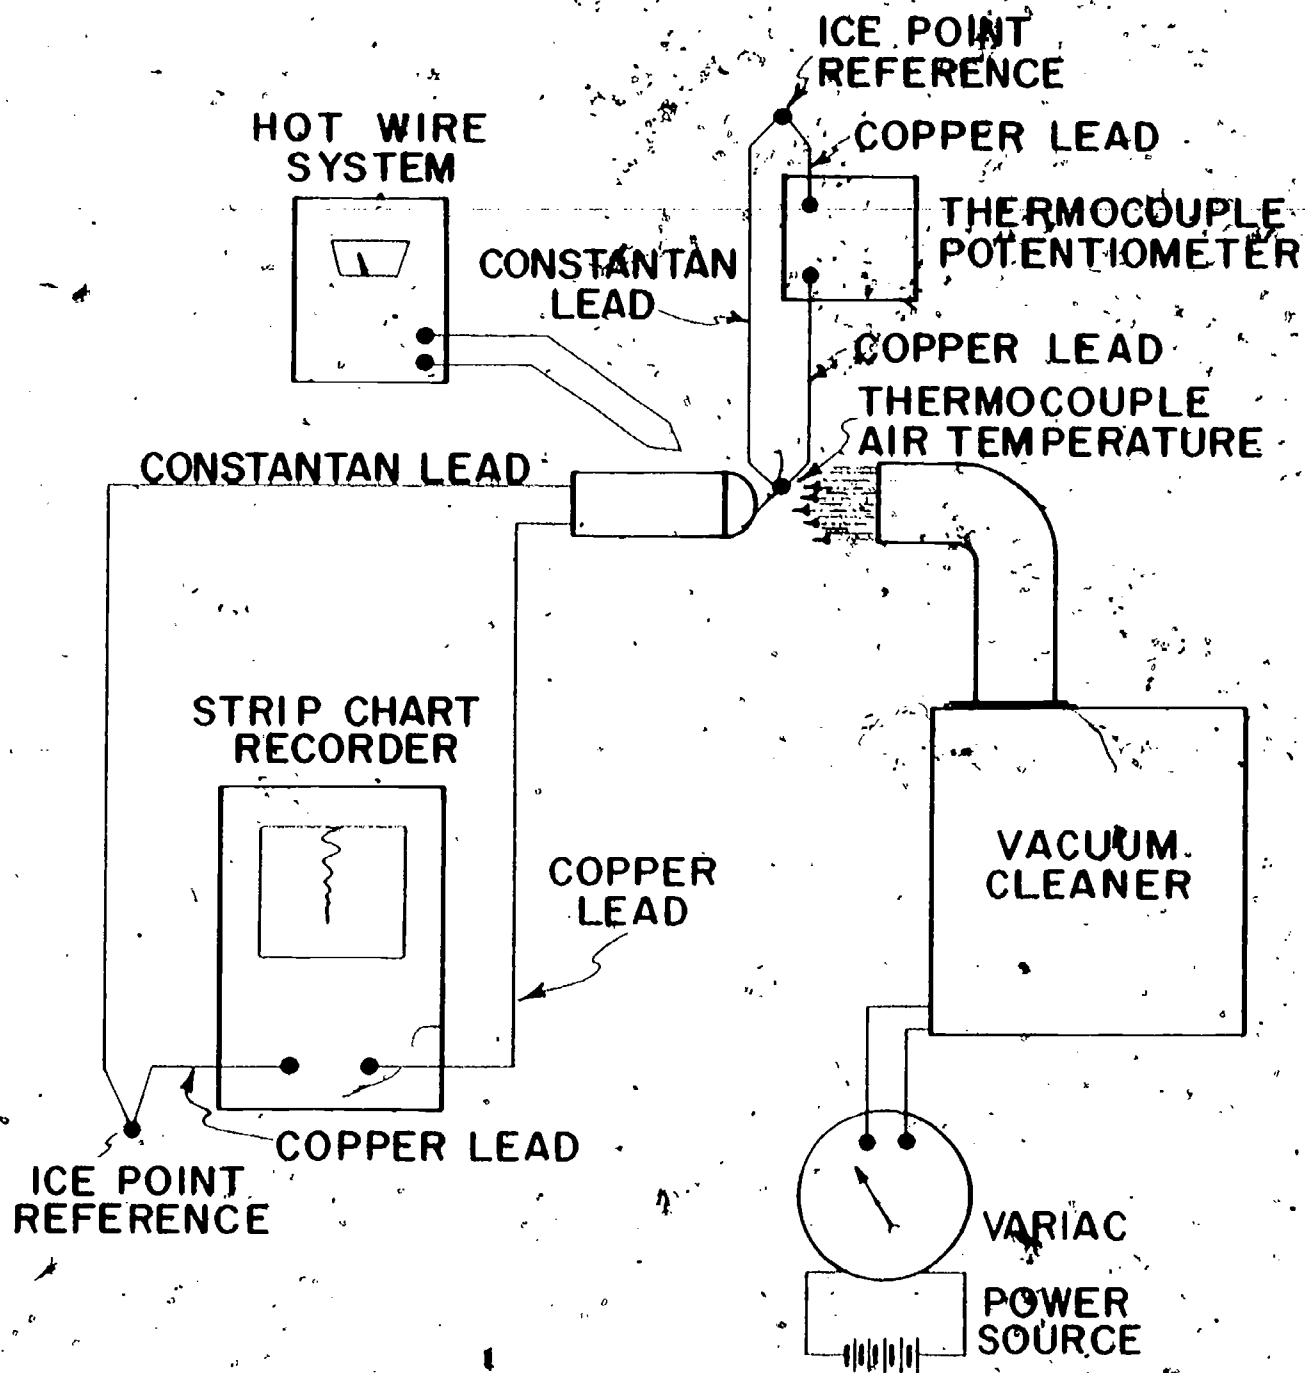 ICE POINT
REFERENCE
HOT WIRE
SYSTEM
COPPER LEAD
THERMOCOUPLE
POTENTIOMETER
CONSTANTAN
LEAD
COPPER LEAD
THERMOCOUPLE
AIR TEMPERATURE
CONSTANTAN LEAD
STRIP CHART
RECORDER
VACUUM
CLEANER
COPPER
LEAD
COPPER LEAD
ICE POINT
REFERENCE
VARIAC
POWER
SOURCE